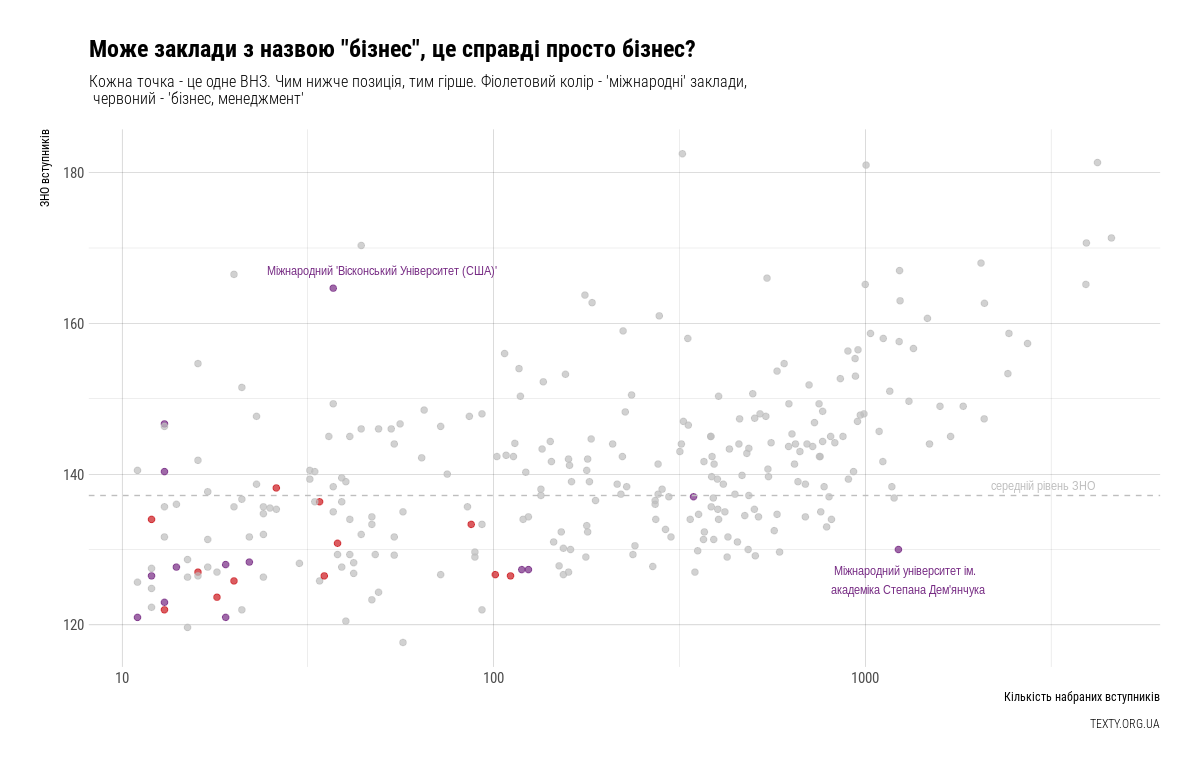 Може заклади з назвою "бізнес", це справді просто бізнес?
Кожна точка - це одне ВНЗ. Чим нижче позиція, тим гірше. Фіолетовий колір - 'міжнародні' заклади,
червоний - 'бізнес, менеджмент'
ЗНО вступників
180
Міжнародний 'Вісконський Університет (США)'
160
140
середній рівень ЗНО
Міжнародний університет ім.
академіка Степана Дем'янчука
120
10
100
1000
Кількість набраних вступників
TEXTY.ORG.UA